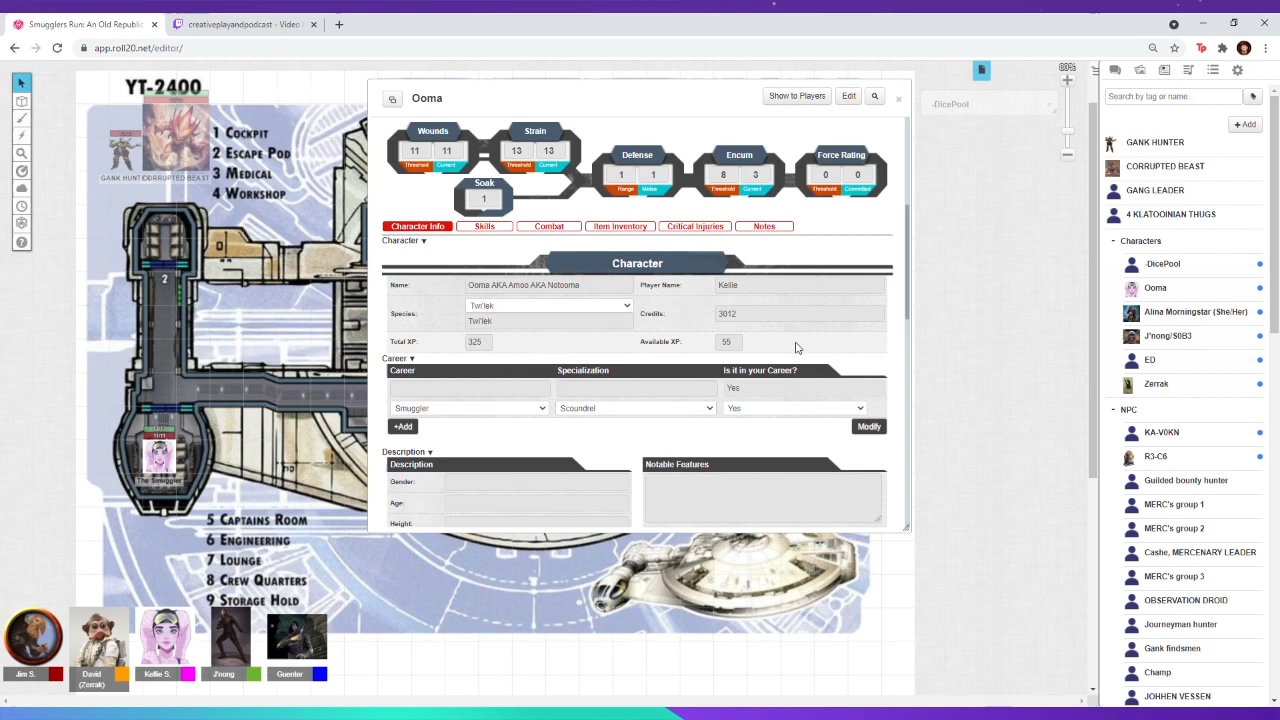 Smugglers Run: An Old Republic
creativeplayandpodcast - Video
app.roll20.net/editor/
YT-2400
1 Cockpit
2 Escape Pod
3 Medical
4 Workshop
GANK HUNTER
CORRUPTED BEAST
2
13/13
11/11
The Smuggler
5 Captains Room
6 Engineering
7 Lounge
8 Crew Quarters
9 Storage Hold
Jim S.
David
(Zerrak)
Kellie S.
J'nong
Guenter
Ooma
Show to Players
Edit
Wounds
11 11
Threshold Current
Strain
13 13
Threshold Current
Soak
1
Defense
1 1
Range Melee
Encum
8 3
Threshold Current
Force Rating
0 0
Threshold Committed
Character Info
Skills
Combat
Item Inventory
Critical Injuries
Notes
Character
Character
Name: Ooma AKA Amoo AKA Notooma
Player Name: Kellie
Species: Twi'lek
Twi'lek
Credits: 3012
Total XP: 325
Available XP: 55
Career
Career Specialization Is it in your Career?
Yes
Smuggler Scoundrel Yes
+Add
Modify
Description
Description
Notable Features
Gender:
Age:
Height:
-DicePool
80%
Search by tag or name...
+ Add
GANK HUNTER
CORRUPTED BEAST
GANG LEADER
4 KLATOOINIAN THUGS
Characters
-DicePool
Ooma
Alina Morningstar (She/Her)
J'nong/S0B3
ED
Zerrak
NPC
KA-V0KN
R3-C6
Guilded bounty hunter
MERC's group 1
MERC's group 2
Cashe, MERCENARY LEADER
MERC's group 3
OBSERVATION DROID
Journeyman hunter
Gank findsmen
Champ
JOHHEN VESSEN